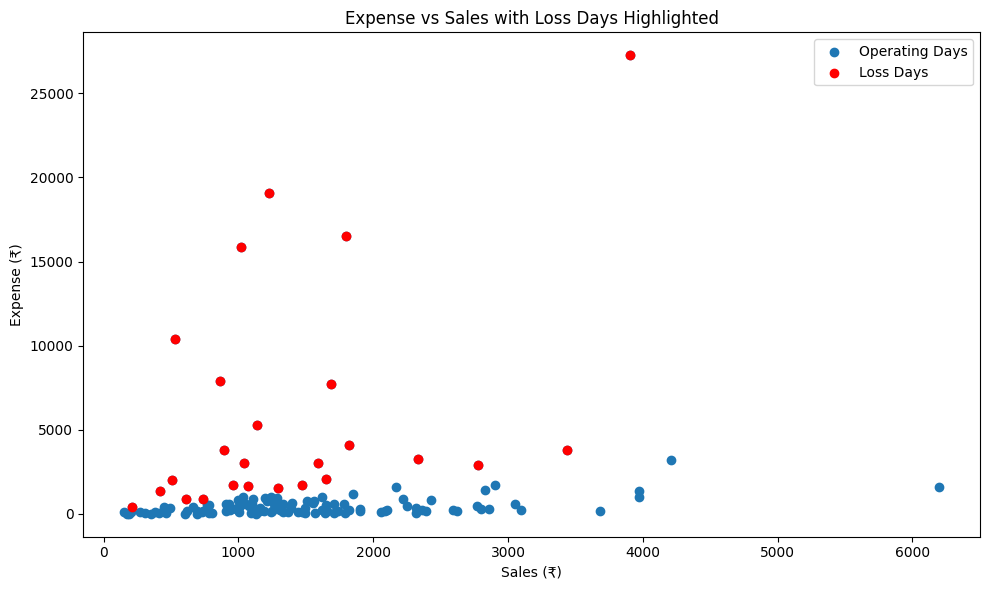 Expense vs Sales with Loss Days Highlighted
Operating Days
Loss Days
25000
20000
15000
10000
5000
0
Expense (₹)
0 1000 2000 3000 4000 5000 6000
Sales (₹)